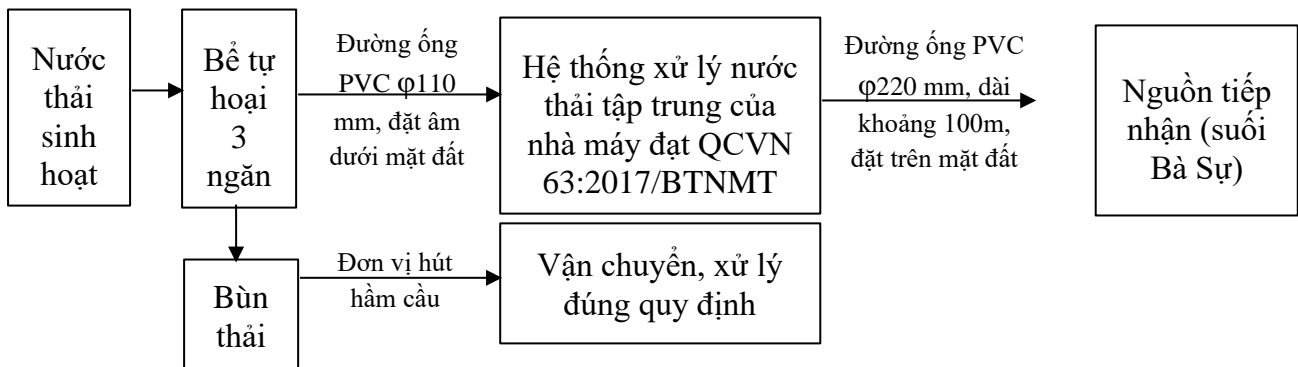 Nước
thải
sinh
hoạt
Bể tự
hoại
3
ngăn
Đường ống
PVC φ110
mm, đặt âm
dưới mặt đất
Hệ thống xử lý nước
thải tập trung của
nhà máy đạt QCVN
63:2017/BTNMT
Đường ống PVC
φ220 mm, dài
khoảng 100m,
đặt trên mặt đất
Nguồn tiếp
nhận (suối
Bà Sự)
Bùn
thải
Đơn vị hút
hầm cầu
Vận chuyển, xử lý
đúng quy định